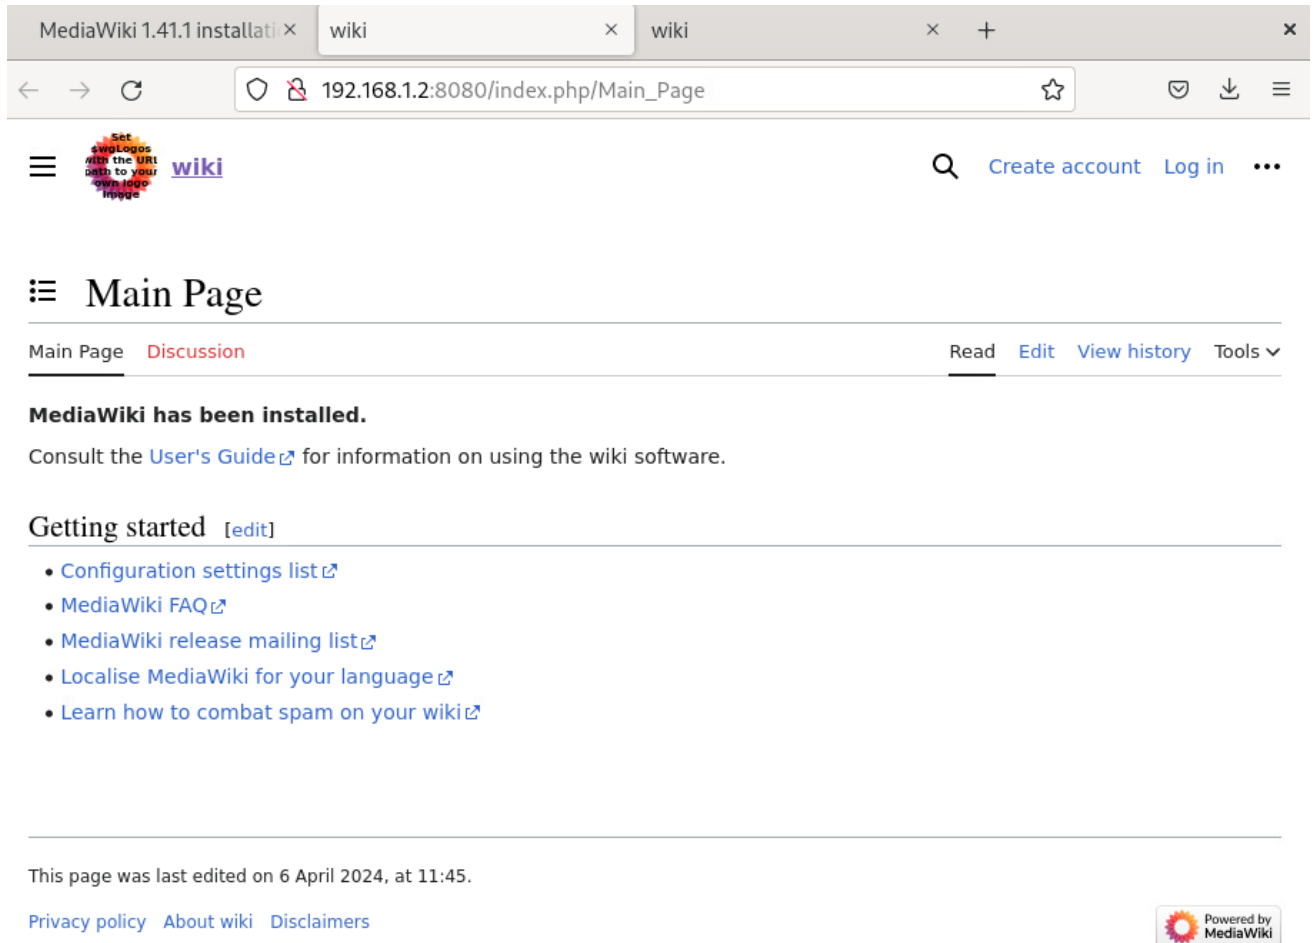 MediaWiki 1.41.1 installati
wiki
wiki
192.168.1.2:8080/index.php/Main_Page
Set
$wgLogos
with the URL
path to your
own logo
image
wiki
Create account Log in
Main Page
Main Page Discussion
Read Edit View history Tools
MediaWiki has been installed.
Consult the User's Guide for information on using the wiki software.
Getting started [edit]
• Configuration settings list
• MediaWiki FAQ
• MediaWiki release mailing list
• Localise MediaWiki for your language
• Learn how to combat spam on your wiki
This page was last edited on 6 April 2024, at 11:45.
Privacy policy About wiki Disclaimers
Powered by
MediaWiki